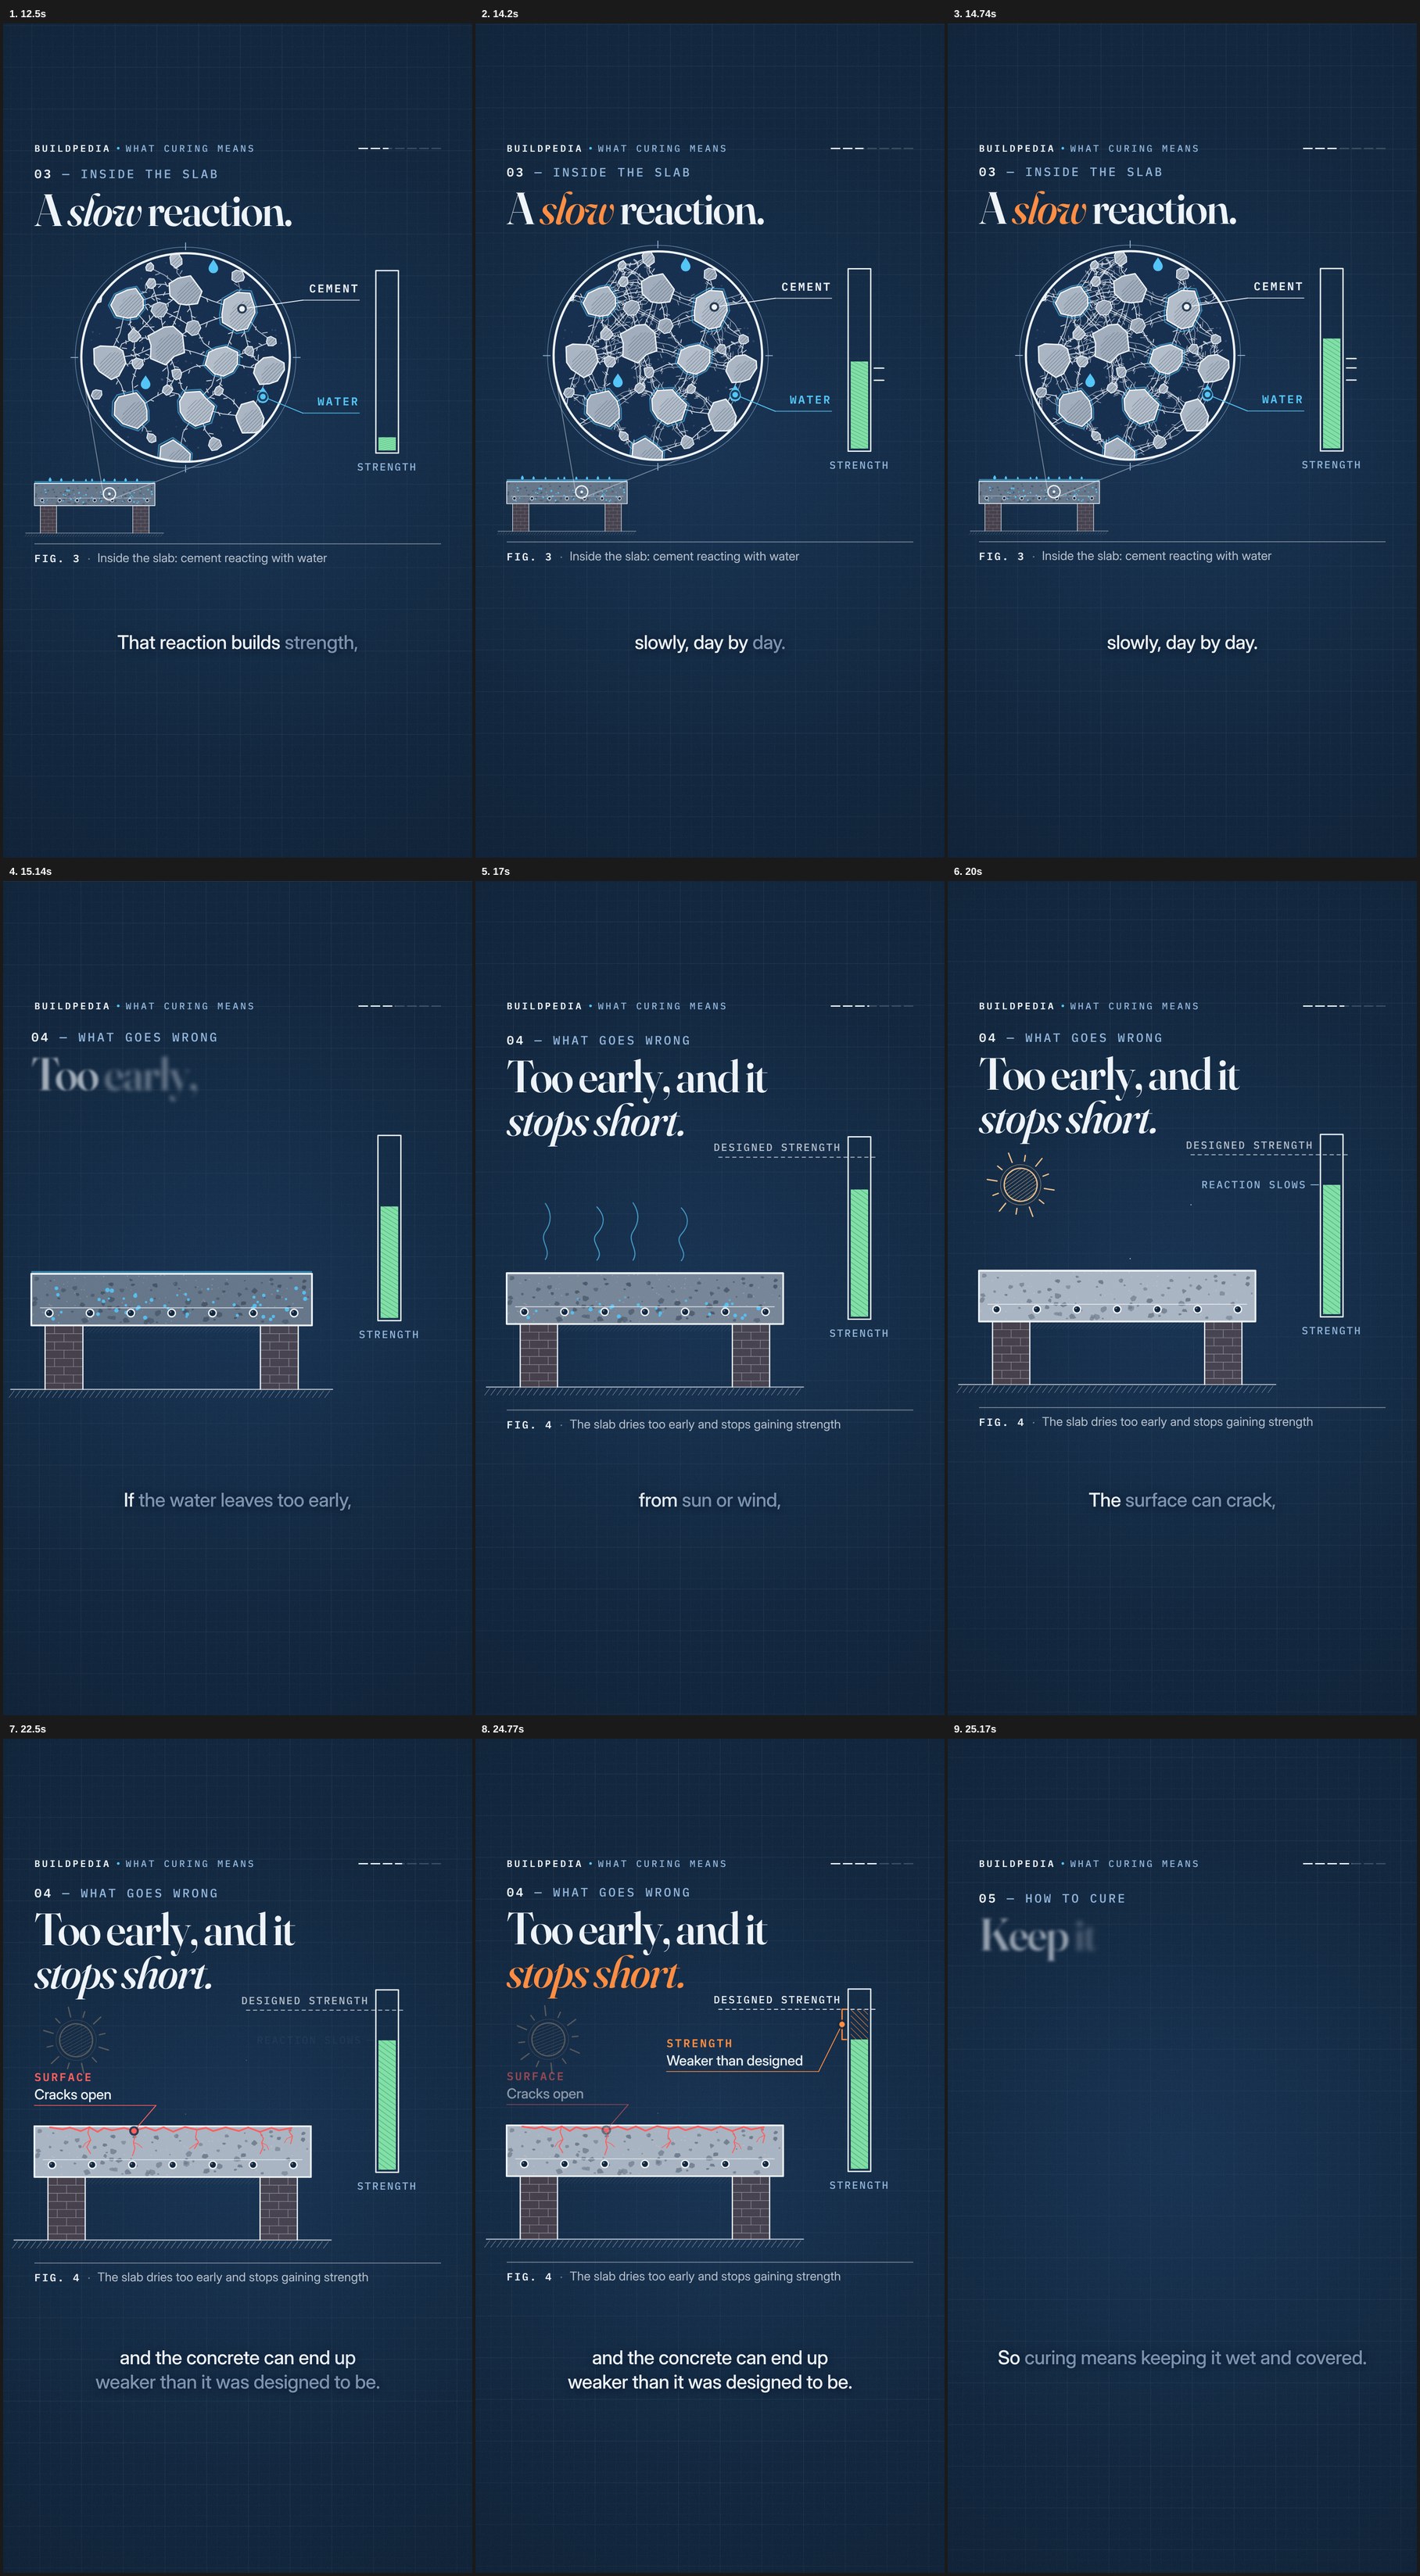 1. 12.5s
BUILDPEDIA • WHAT CURING MEANS
03 — INSIDE THE SLAB
A slow reaction.
CEMENT
WATER
STRENGTH
FIG. 3 · Inside the slab: cement reacting with water
That reaction builds strength,
2. 14.2s
BUILDPEDIA • WHAT CURING MEANS
03 — INSIDE THE SLAB
A slow reaction.
CEMENT
WATER
STRENGTH
FIG. 3 · Inside the slab: cement reacting with water
slowly, day by day.
3. 14.74s
BUILDPEDIA • WHAT CURING MEANS
03 — INSIDE THE SLAB
A slow reaction.
CEMENT
WATER
STRENGTH
FIG. 3 · Inside the slab: cement reacting with water
slowly, day by day.
4. 15.14s
BUILDPEDIA • WHAT CURING MEANS
04 — WHAT GOES WRONG
Too early,
STRENGTH
If the water leaves too early,
5. 17s
BUILDPEDIA • WHAT CURING MEANS
04 — WHAT GOES WRONG
Too early, and it
stops short.
DESIGNED STRENGTH
STRENGTH
FIG. 4 · The slab dries too early and stops gaining strength
from sun or wind,
6. 20s
BUILDPEDIA • WHAT CURING MEANS
04 — WHAT GOES WRONG
Too early, and it
stops short.
DESIGNED STRENGTH
REACTION SLOWS
STRENGTH
FIG. 4 · The slab dries too early and stops gaining strength
The surface can crack,
7. 22.5s
BUILDPEDIA • WHAT CURING MEANS
04 — WHAT GOES WRONG
Too early, and it
stops short.
DESIGNED STRENGTH
REACTION SLOWS
SURFACE
Cracks open
STRENGTH
FIG. 4 · The slab dries too early and stops gaining strength
and the concrete can end up
weaker than it was designed to be.
8. 24.77s
BUILDPEDIA • WHAT CURING MEANS
04 — WHAT GOES WRONG
Too early, and it
stops short.
DESIGNED STRENGTH
STRENGTH
Weaker than designed
SURFACE
Cracks open
STRENGTH
FIG. 4 · The slab dries too early and stops gaining strength
and the concrete can end up
weaker than it was designed to be.
9. 25.17s
BUILDPEDIA • WHAT CURING MEANS
05 — HOW TO CURE
Keep it
So curing means keeping it wet and covered.